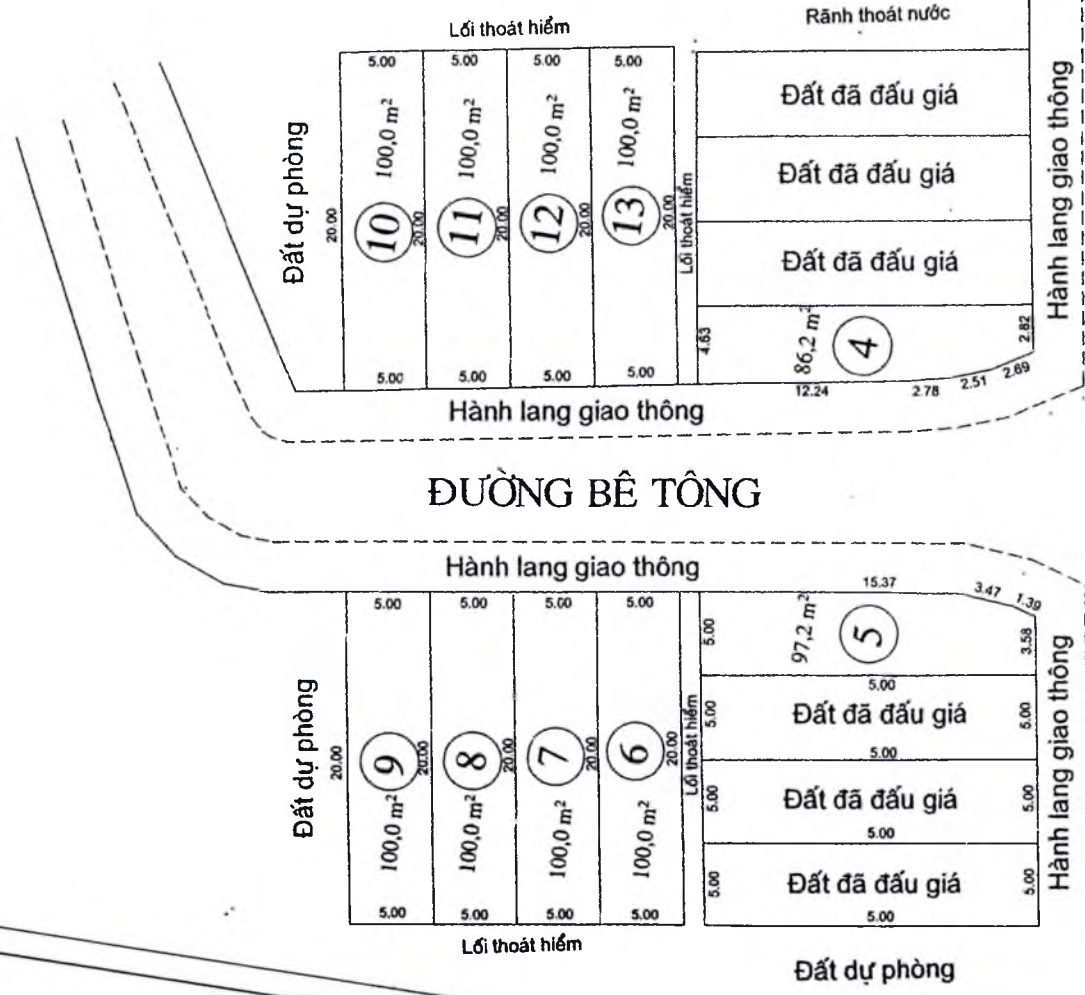 Lối thoát hiểm
Rãnh thoát nước
5.00
5.00
5.00
5.00
100,0 m²
100,0 m²
100,0 m²
100,0 m²
Đất đã đấu giá
Đất đã đấu giá
Đất đã đấu giá
Hành lang giao thông
Đất dự phòng
20.00
10
20.00
11
20.00
12
20.00
13
20.00
Lối thoát hiểm
4.63
86,2 m²
4
2.82
5.00
5.00
5.00
5.00
12.24
2.78
2.51
2.69
Hành lang giao thông
ĐƯỜNG BÊ TÔNG
Hành lang giao thông
15.37
3.47
1.39
5.00
5.00
5.00
5.00
5.00
97,2 m²
5
3.58
5.00
Đất dự phòng
20.00
9
20.00
8
20.00
7
20.00
6
20.00
Lối thoát hiểm
100,0 m²
100,0 m²
100,0 m²
100,0 m²
5.00
Đất đã đấu giá
5.00
5.00
5.00
Đất đã đấu giá
5.00
5.00
5.00
Đất đã đấu giá
5.00
5.00
Hành lang giao thông
5.00
5.00
5.00
5.00
Lối thoát hiểm
Đất dự phòng